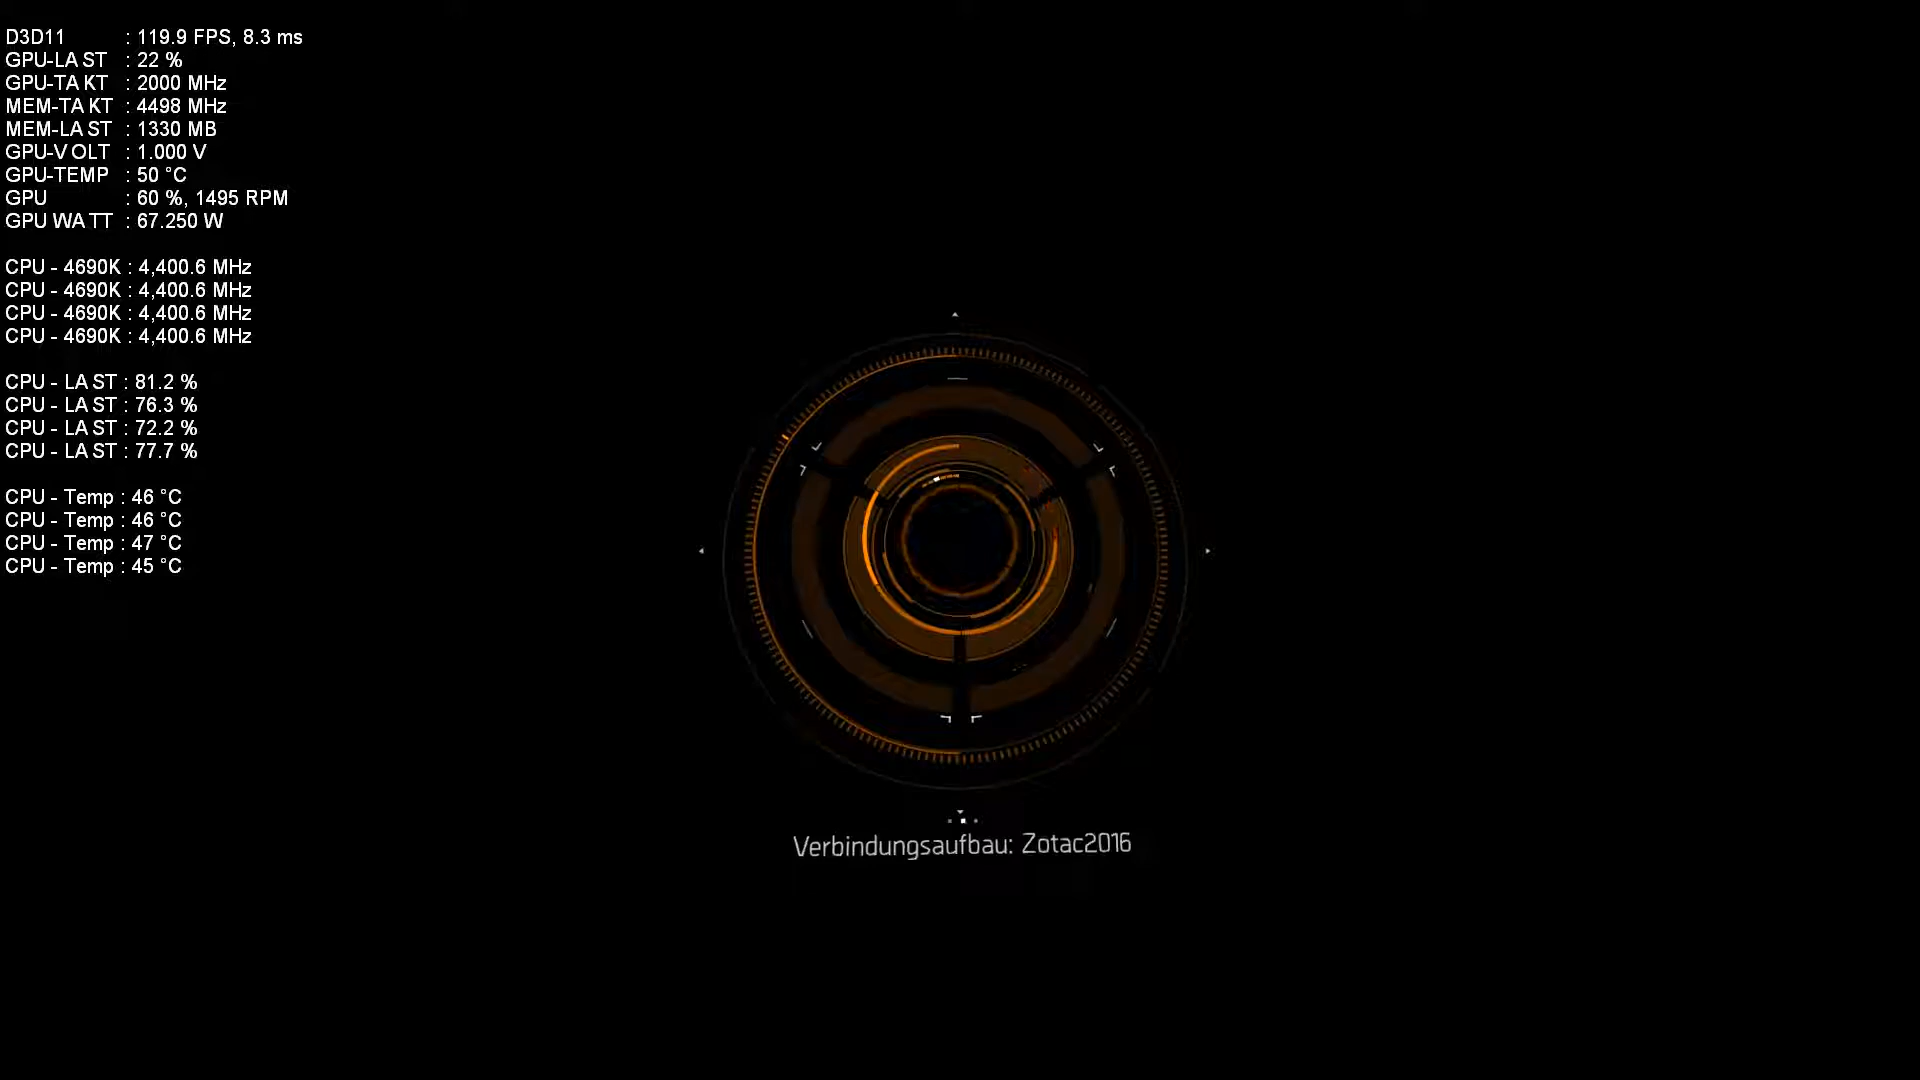 D3D11 : 119.9 FPS, 8.3 ms
GPU-LAST : 22 %
GPU-TAKT : 2000 MHz
MEM-TAKT : 4498 MHz
MEM-LAST : 1330 MB
GPU-VOLT : 1.000 V
GPU-TEMP : 50 °C
GPU : 60 %, 1495 RPM
GPU WATT : 67.250 W
CPU - 4690K : 4,400.6 MHz
CPU - 4690K : 4,400.6 MHz
CPU - 4690K : 4,400.6 MHz
CPU - 4690K : 4,400.6 MHz
CPU - LAST : 81.2 %
CPU - LAST : 76.3 %
CPU - LAST : 72.2 %
CPU - LAST : 77.7 %
CPU - Temp : 46 °C
CPU - Temp : 46 °C
CPU - Temp : 47 °C
CPU - Temp : 45 °C
Verbindungsaufbau: Zotac2016